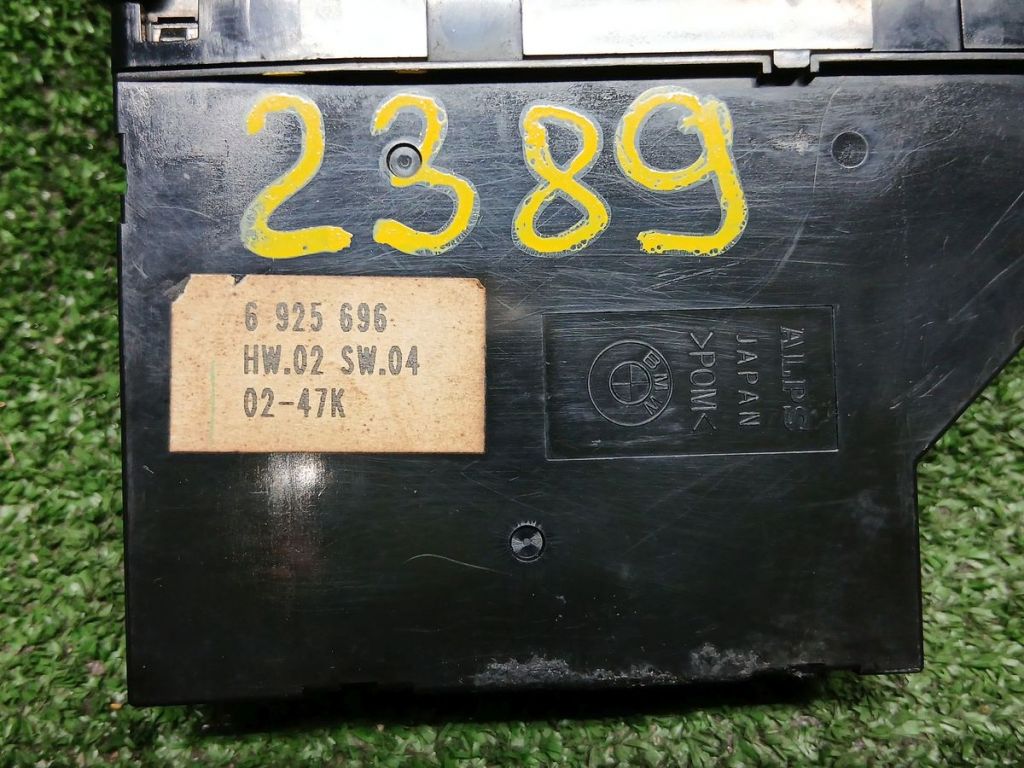 2389
6 925 696
HW.02 SW.04
02-47K
ALPS
JAPAN
>POM<
BMW